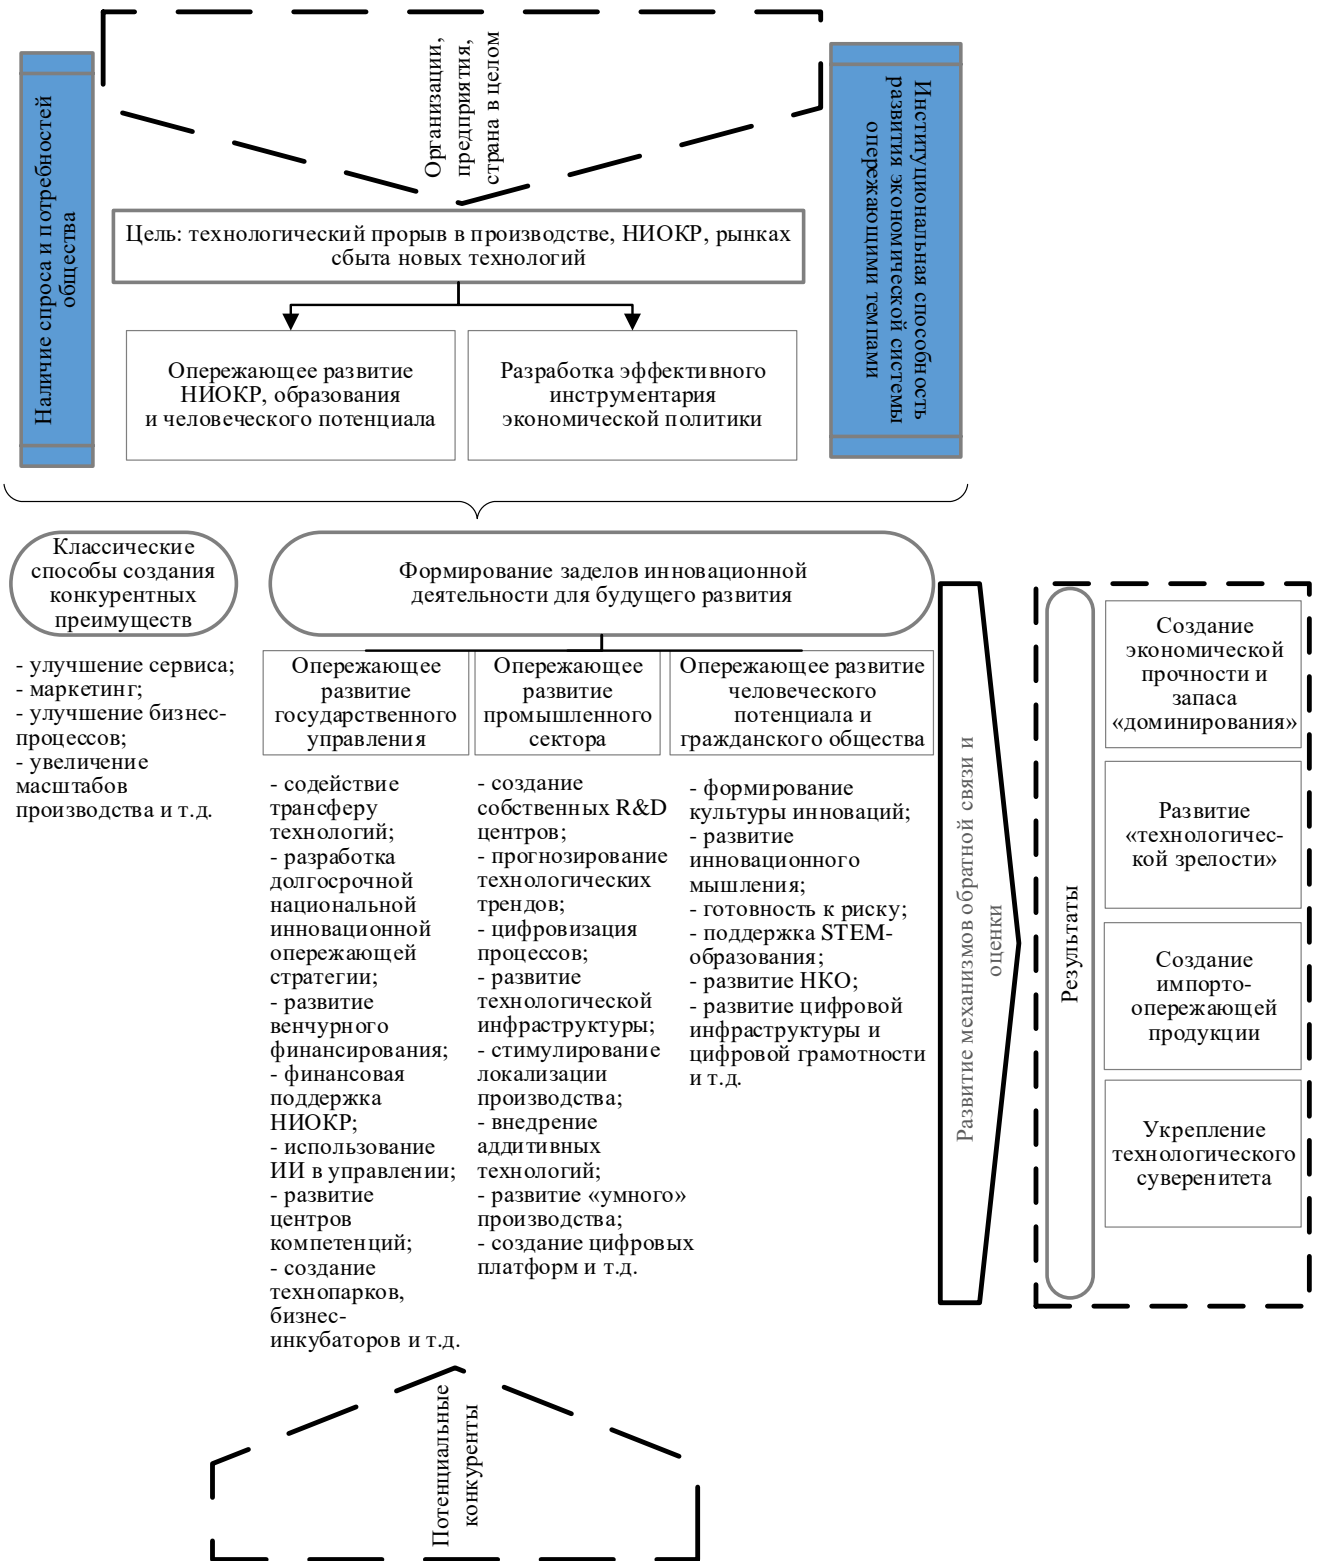 Организации,
предприятия,
страна в целом
Наличие спроса и потребностей
общества
Институциональная способность
развития экономической системы
опережающими темпами
Цель: технологический прорыв в производстве, НИОКР, рынках
сбыта новых технологий
Опережающее развитие
НИОКР, образования
и человеческого потенциала
Разработка эффективного
инструментария
экономической политики
Классические
способы создания
конкурентных
преимуществ
- улучшение сервиса;
- маркетинг;
- улучшение бизнес-
процессов;
- увеличение
масштабов
производства и т.д.
Формирование заделов инновационной
деятельности для будущего развития
Опережающее
развитие
государственного
управления
- содействие
трансферу
технологий;
- разработка
долгосрочной
национальной
инновационной
опережающей
стратегии;
- развитие
венчурного
финансирования;
- финансовая
поддержка
НИОКР;
- использование
ИИ в управлении;
- развитие
центров
компетенций;
- создание
технопарков,
бизнес-
инкубаторов и т.д.
Опережающее
развитие
промышленного
сектора
- создание
собственных R&D
центров;
- прогнозирование
технологических
трендов;
- цифровизация
процессов;
- развитие
технологической
инфраструктуры;
- стимулирование
локализации
производства;
- внедрение
аддитивных
технологий;
- развитие «умного»
производства;
- создание цифровых
платформ и т.д.
Опережающее развитие
человеческого
потенциала и
гражданского общества
- формирование
культуры инноваций;
- развитие
инновационного
мышления;
- готовность к риску;
- поддержка STEM-
образования;
- развитие НКО;
- развитие цифровой
инфраструктуры и
цифровой грамотности
и т.д.
Развитие механизмов обратной связи и
оценки
Результаты
Создание
экономической
прочности и
запаса
«доминирования»
Развитие
«технологичес-
кой зрелости»
Создание
импорто-
опережающей
продукции
Укрепление
технологического
суверенитета
Потенциальные
конкуренты